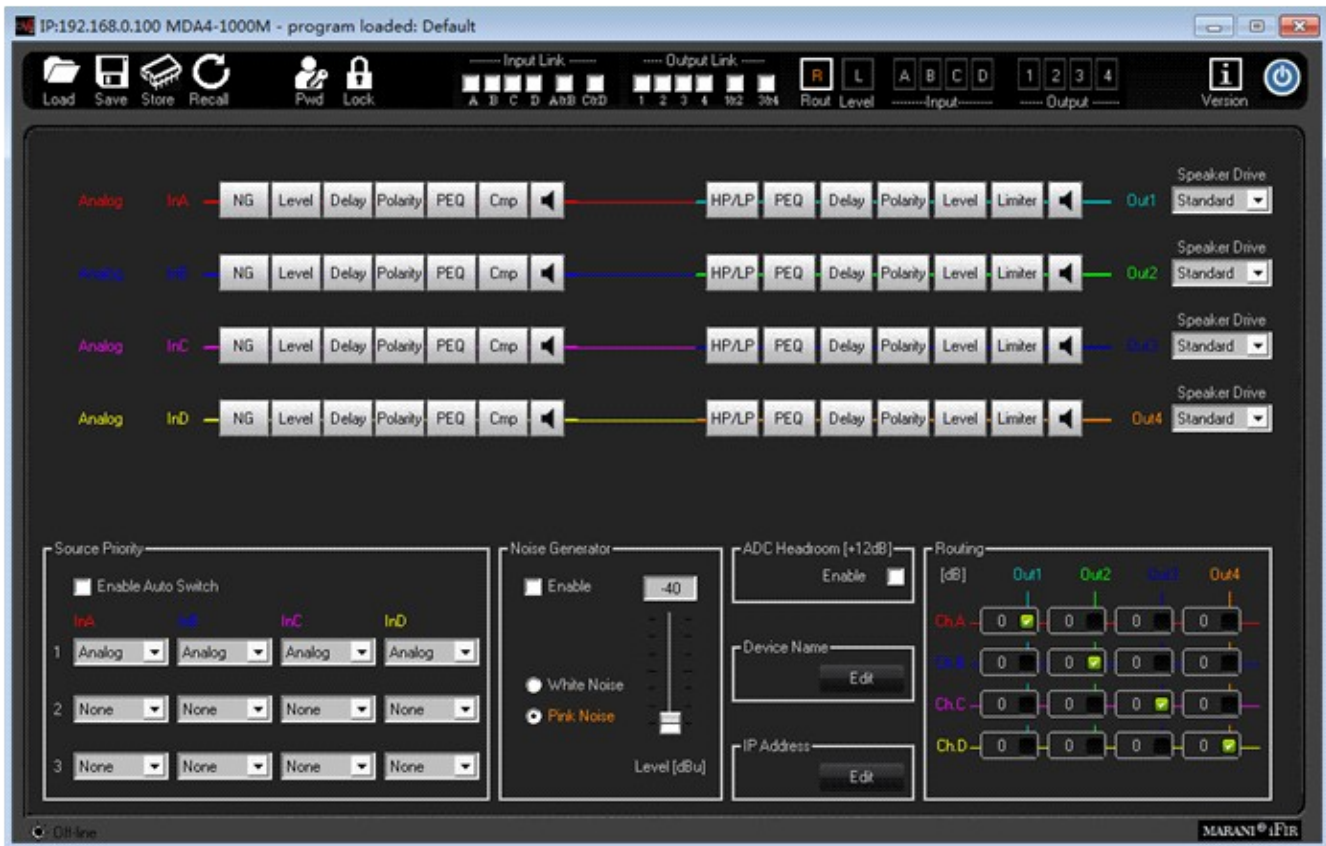 IP:192.168.0.100 MDA4-1000M - program loaded: Default
Load Save Store Recall Pwd Lock
Input Link
A B C D A&B C&D
Output Link
1 2 3 4 1&2 3&4
R L
Rout Level
A B C D
Input
1 2 3 4
Output
Version
Speaker Drive
Analog InA NG Level Delay Polarity PEQ Cmp HP/LP PEQ Delay Polarity Level Limiter Out1 Standard
Speaker Drive
Analog InB NG Level Delay Polarity PEQ Cmp HP/LP PEQ Delay Polarity Level Limiter Out2 Standard
Speaker Drive
Analog InC NG Level Delay Polarity PEQ Cmp HP/LP PEQ Delay Polarity Level Limiter Out3 Standard
Speaker Drive
Analog InD NG Level Delay Polarity PEQ Cmp HP/LP PEQ Delay Polarity Level Limiter Out4 Standard
Source Priority
Enable Auto Switch
InA InB InC InD
1 Analog Analog Analog Analog
2 None None None None
3 None None None None
Noise Generator
Enable -40
White Noise
Pink Noise
Level [dBu]
ADC Headroom [+12dB]
Enable
Device Name
Edit
IP Address
Edit
Routing
[dB] Out1 Out2 Out3 Out4
Ch.A 0 0 0 0
Ch.B 0 0 0 0
Ch.C 0 0 0 0
Ch.D 0 0 0 0
Off-line
MARANI® iFIR